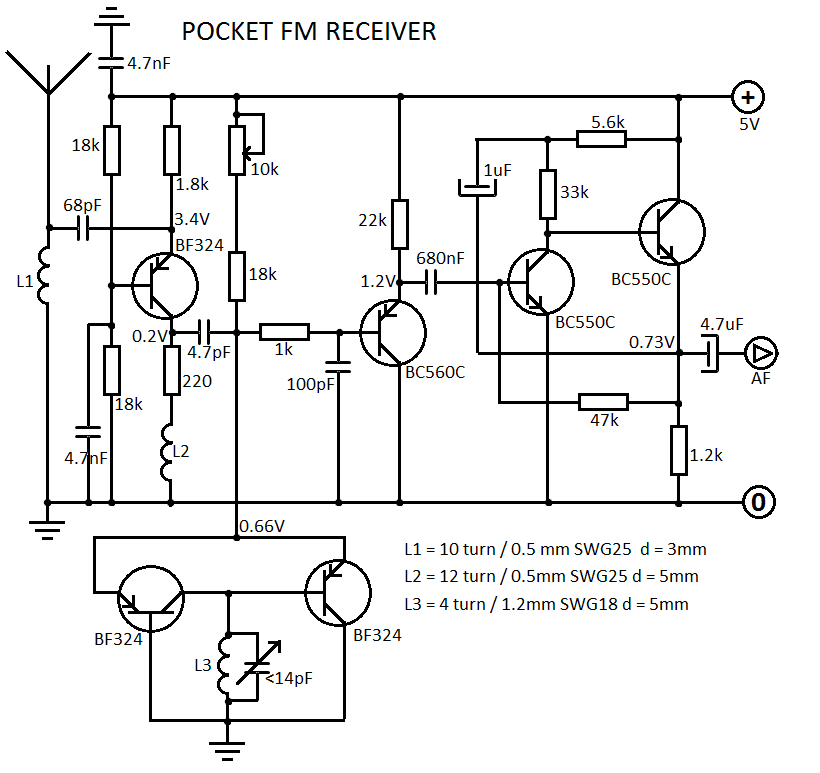 POCKET FM RECEIVER
4.7nF
+
5V
5.6k
18k
1.8k
10k
1uF
33k
68pF
3.4V
BF324
22k
680nF
L1
18k
1.2V
BC550C
BC550C
0.2V
4.7pF
1k
BC560C
0.73V
4.7uF
AF
18k
220
100pF
47k
4.7nF
L2
1.2k
0
0.66V
L1 = 10 turn / 0.5 mm SWG25 d = 3mm
L2 = 12 turn / 0.5mm SWG25 d = 5mm
L3 = 4 turn / 1.2mm SWG18 d = 5mm
BF324
BF324
L3
<14pF